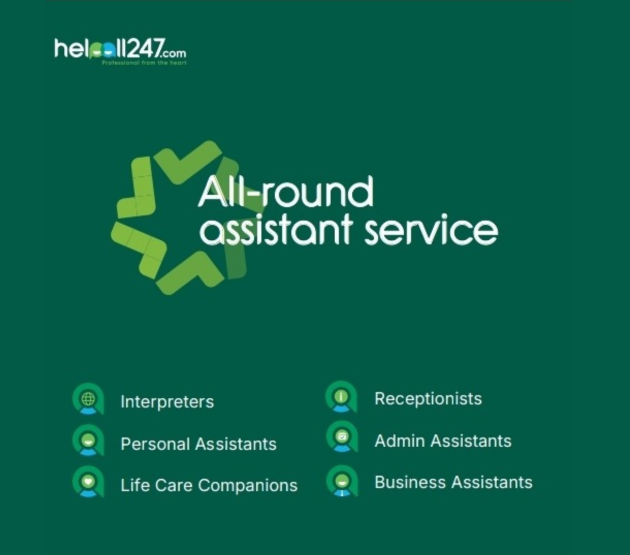 helpall247.com
Professional from the heart
All-round
assistant service
Interpreters
Personal Assistants
Life Care Companions
Receptionists
Admin Assistants
Business Assistants